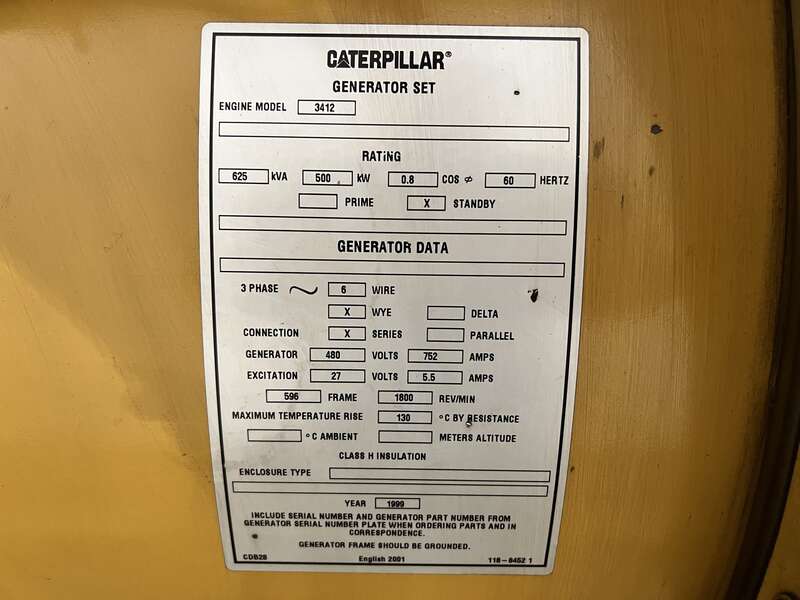 CATERPILLAR®
GENERATOR SET
ENGINE MODEL 3412
RATING
625 kVA 500 kW 0.8 COS ø 60 HERTZ
PRIME X STANDBY
GENERATOR DATA
3 PHASE ~ 6 WIRE
X WYE DELTA
CONNECTION X SERIES PARALLEL
GENERATOR 480 VOLTS 752 AMPS
EXCITATION 27 VOLTS 5.5 AMPS
596 FRAME 1800 REV/MIN
MAXIMUM TEMPERATURE RISE 130 °C BY RESISTANCE
°C AMBIENT METERS ALTITUDE
CLASS H INSULATION
ENCLOSURE TYPE
YEAR 1999
INCLUDE SERIAL NUMBER AND GENERATOR PART NUMBER FROM
GENERATOR SERIAL NUMBER PLATE WHEN ORDERING PARTS AND IN
CORRESPONDENCE.
GENERATOR FRAME SHOULD BE GROUNDED.
CDB28 English 2001 118-8452 1